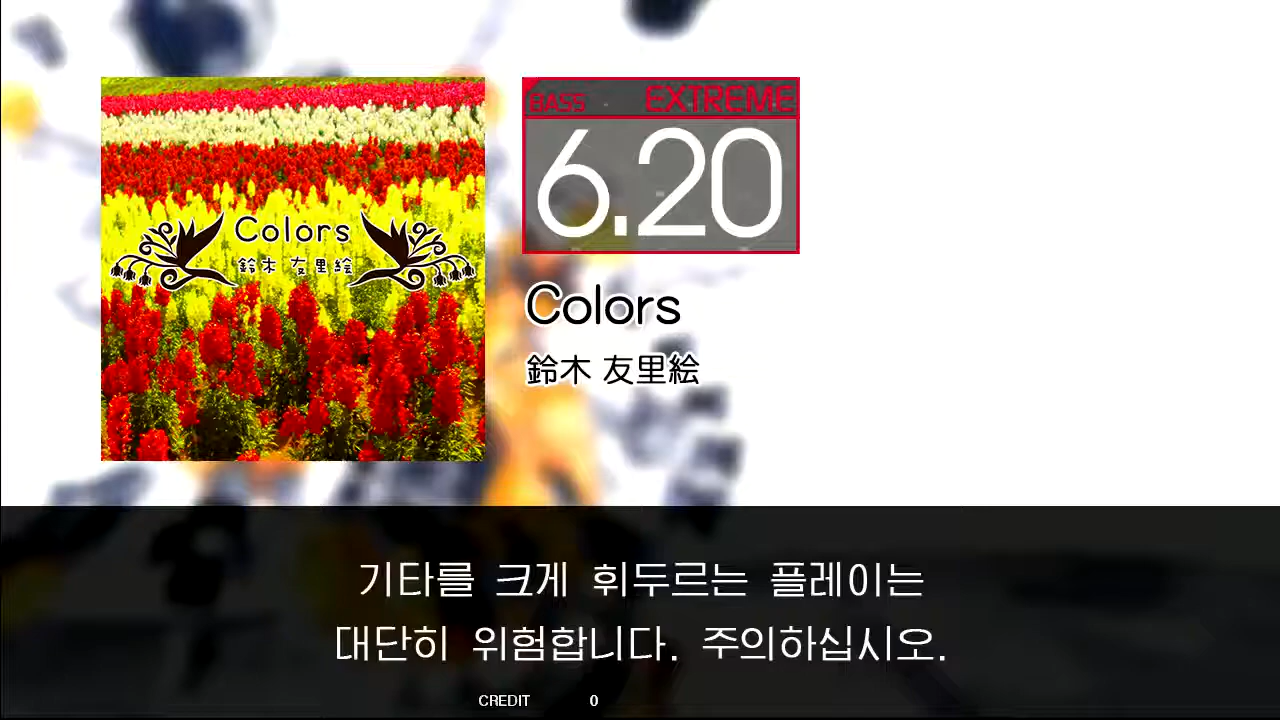 Colors
鈴木 友里絵
BASS EXTREME
6.20
Colors
鈴木 友里絵
기타를 크게 휘두르는 플레이는
대단히 위험합니다. 주의하십시오.
CREDIT 0